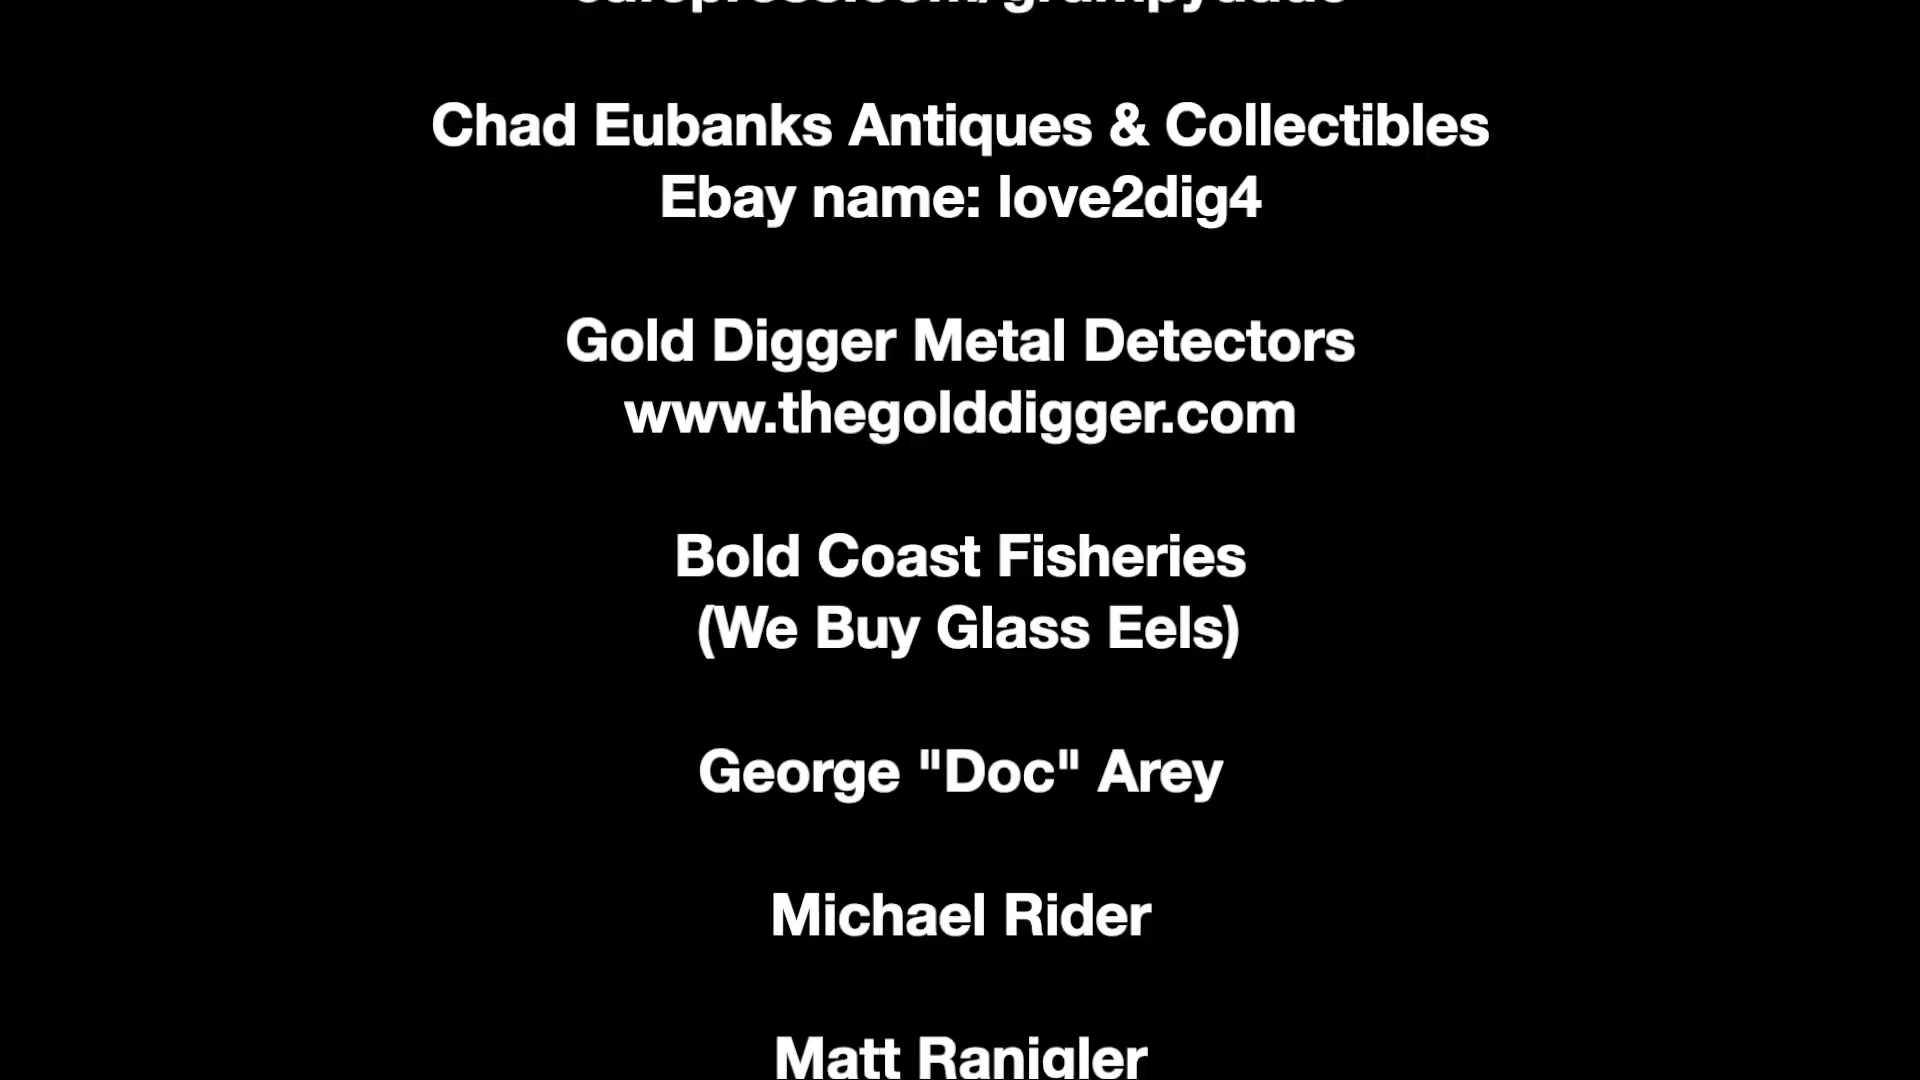 Chad Eubanks Antiques & Collectibles
Ebay name: love2dig4
Gold Digger Metal Detectors
www.thegolddigger.com
Bold Coast Fisheries
(We Buy Glass Eels)
George "Doc" Arey
Michael Rider
Matt Ranigler